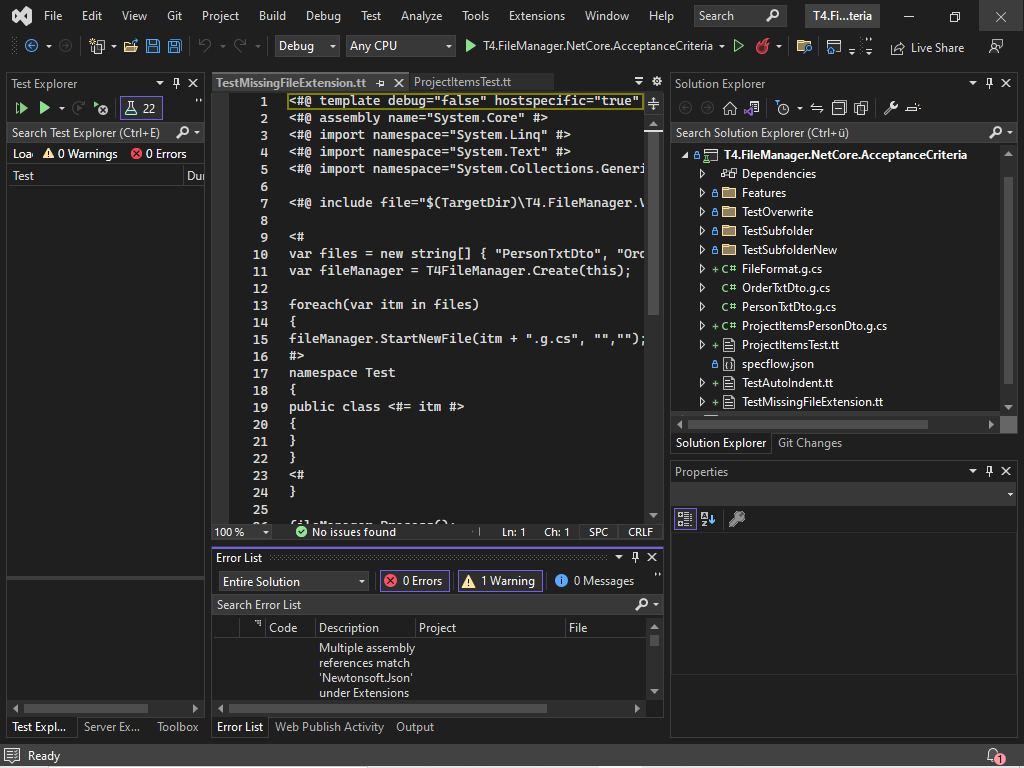 File Edit View Git Project Build Debug Test Analyze Tools Extensions Window Help Search T4.Fi...teria
Debug Any CPU T4.FileManager.NetCore.AcceptanceCriteria Live Share
Test Explorer
22
Search Test Explorer (Ctrl+E)
Loa 0 Warnings 0 Errors
Test Dur
TestMissingFileExtension.tt ProjectItemsTest.tt
1 <#@ template debug="false" hostspecific="true"
2 <#@ assembly name="System.Core" #>
3 <#@ import namespace="System.Linq" #>
4 <#@ import namespace="System.Text" #>
5 <#@ import namespace="System.Collections.Generi
6
7 <#@ include file="$(TargetDir)\T4.FileManager.V
8
9 <#
10 var files = new string[] { "PersonTxtDto", "Ord
11 var fileManager = T4FileManager.Create(this);
12
13 foreach(var itm in files)
14 {
15 fileManager.StartNewFile(itm + ".g.cs", "","");
16 #>
17 namespace Test
18 {
19 public class <#= itm #>
20 {
21 }
22 }
23 <#
24 }
25
26 fileManager.Process();
100 % No issues found Ln: 1 Ch: 1 SPC CRLF
Error List
Entire Solution 0 Errors 1 Warning 0 Messages
Search Error List
Code Description Project File
Multiple assembly
references match
'Newtonsoft.Json'
under Extensions
Test Expl... Server Ex... Toolbox
Error List Web Publish Activity Output
Solution Explorer
Search Solution Explorer (Ctrl+ü)
T4.FileManager.NetCore.AcceptanceCriteria
Dependencies
Features
TestOverwrite
TestSubfolder
TestSubfolderNew
+ C# FileFormat.g.cs
C# OrderTxtDto.g.cs
C# PersonTxtDto.g.cs
+ C# ProjectItemsPersonDto.g.cs
+ ProjectItemsTest.tt
specflow.json
+ TestAutoIndent.tt
+ TestMissingFileExtension.tt
Solution Explorer Git Changes
Properties
Ready 1